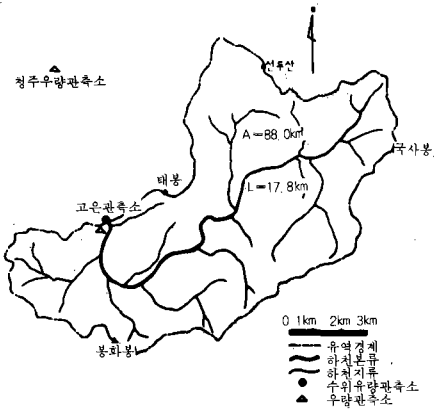 선두산
청주우량관측소
A=88.0km²
국사봉
태봉
L=17.8km
고은관측소
0 1km 2km 3km
봉화봉
유역경계
하천본류
하천지류
수위유량관측소
우량관측소